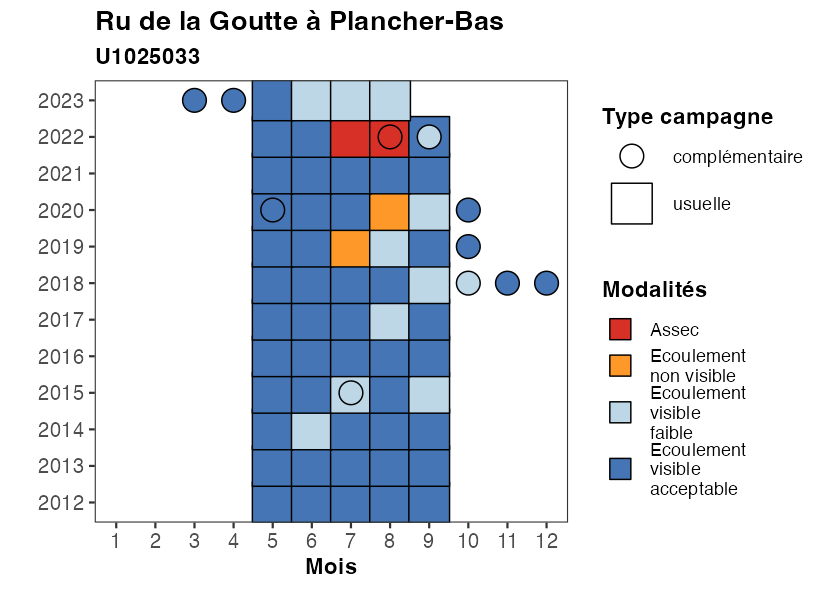 Ru de la Goutte à Plancher-Bas
U1025033
2023
2022
2021
2020
2019
2018
2017
2016
2015
2014
2013
2012
1 2 3 4 5 6 7 8 9 10 11 12
Mois
Type campagne
complémentaire
usuelle
Modalités
Assec
Ecoulement
non visible
Ecoulement
visible
faible
Ecoulement
visible
acceptable